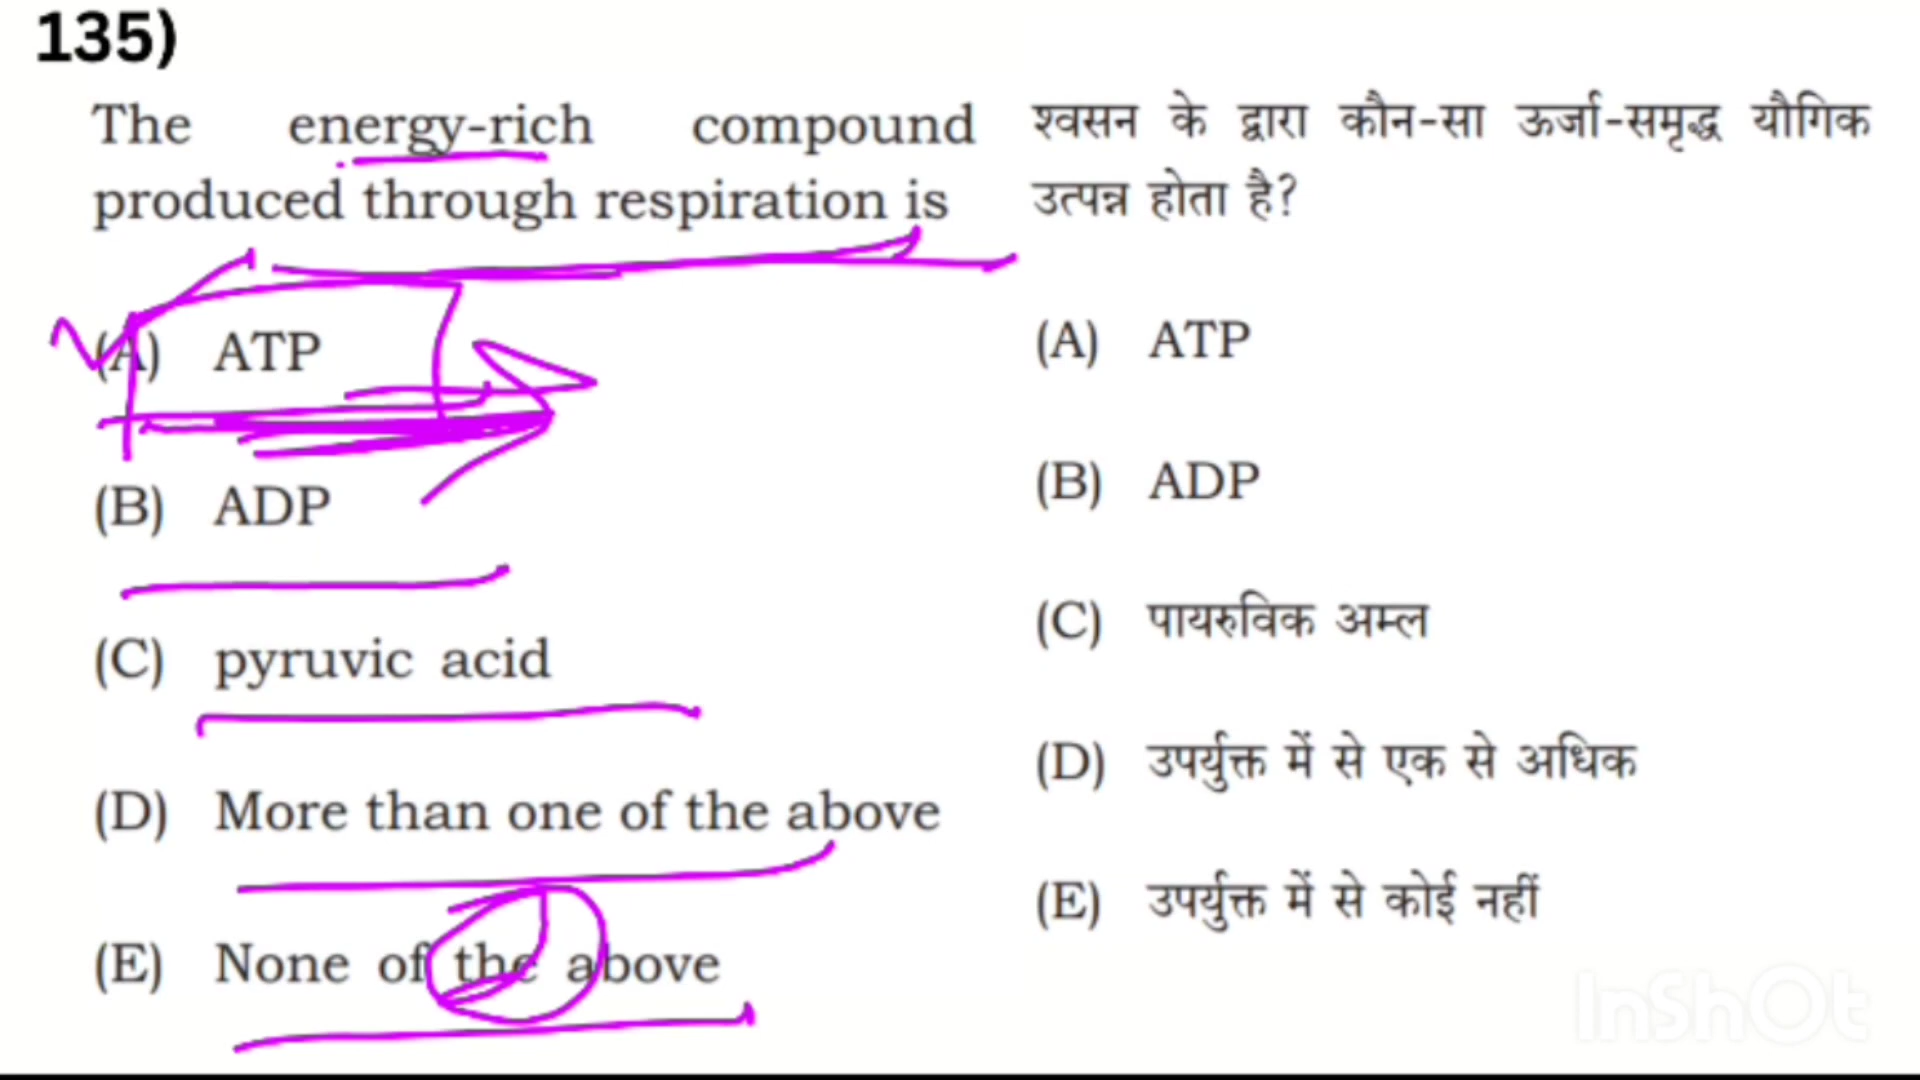 135)
The energy-rich compound
produced through respiration is
(A) ATP
(B) ADP
(C) pyruvic acid
(D) More than one of the above
(E) None of the above
श्वसन के द्वारा कौन-सा ऊर्जा-समृद्ध यौगिक
उत्पन्न होता है?
(A) ATP
(B) ADP
(C) पायरुविक अम्ल
(D) उपर्युक्त में से एक से अधिक
(E) उपर्युक्त में से कोई नहीं
InShOt